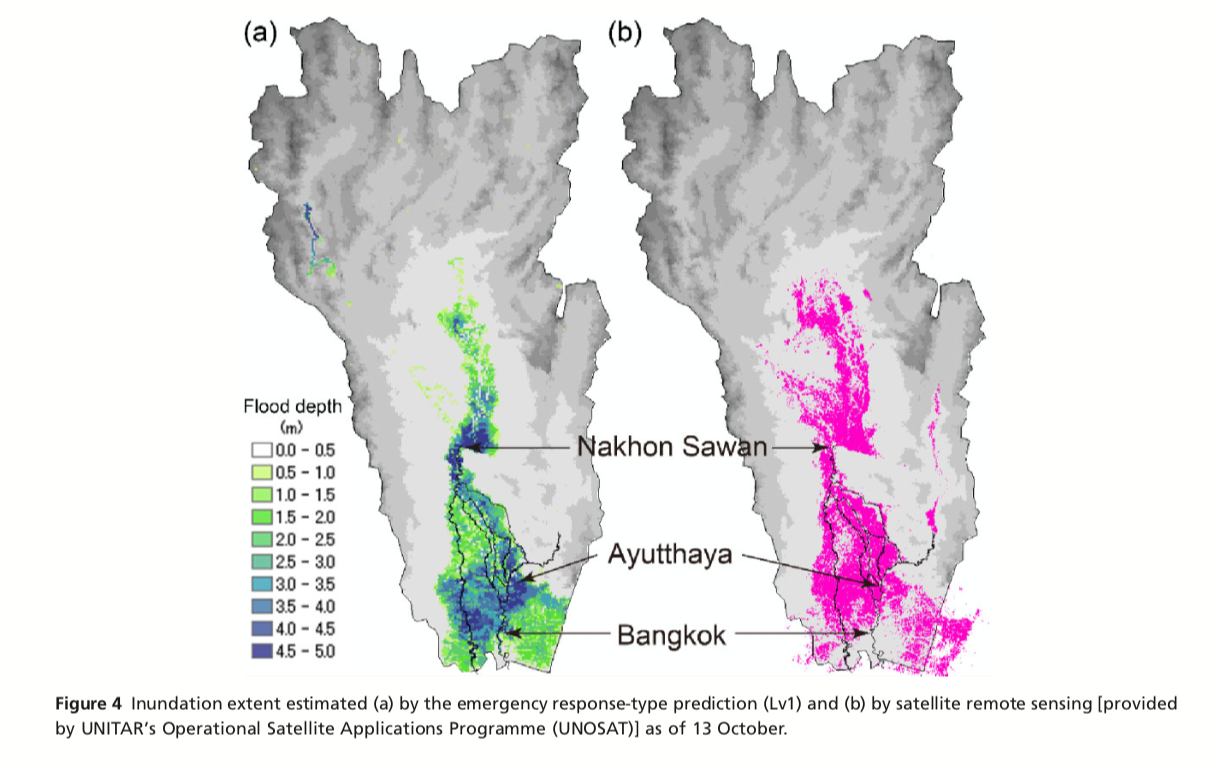 (a)
(b)
Flood depth
(m)
0.0 - 0.5
0.5 - 1.0
1.0 - 1.5
1.5 - 2.0
2.0 - 2.5
2.5 - 3.0
3.0 - 3.5
3.5 - 4.0
4.0 - 4.5
4.5 - 5.0
Nakhon Sawan
Ayutthaya
Bangkok
Figure 4 Inundation extent estimated (a) by the emergency response-type prediction (Lv1) and (b) by satellite remote sensing [provided
by UNITAR's Operational Satellite Applications Programme (UNOSAT)] as of 13 October.